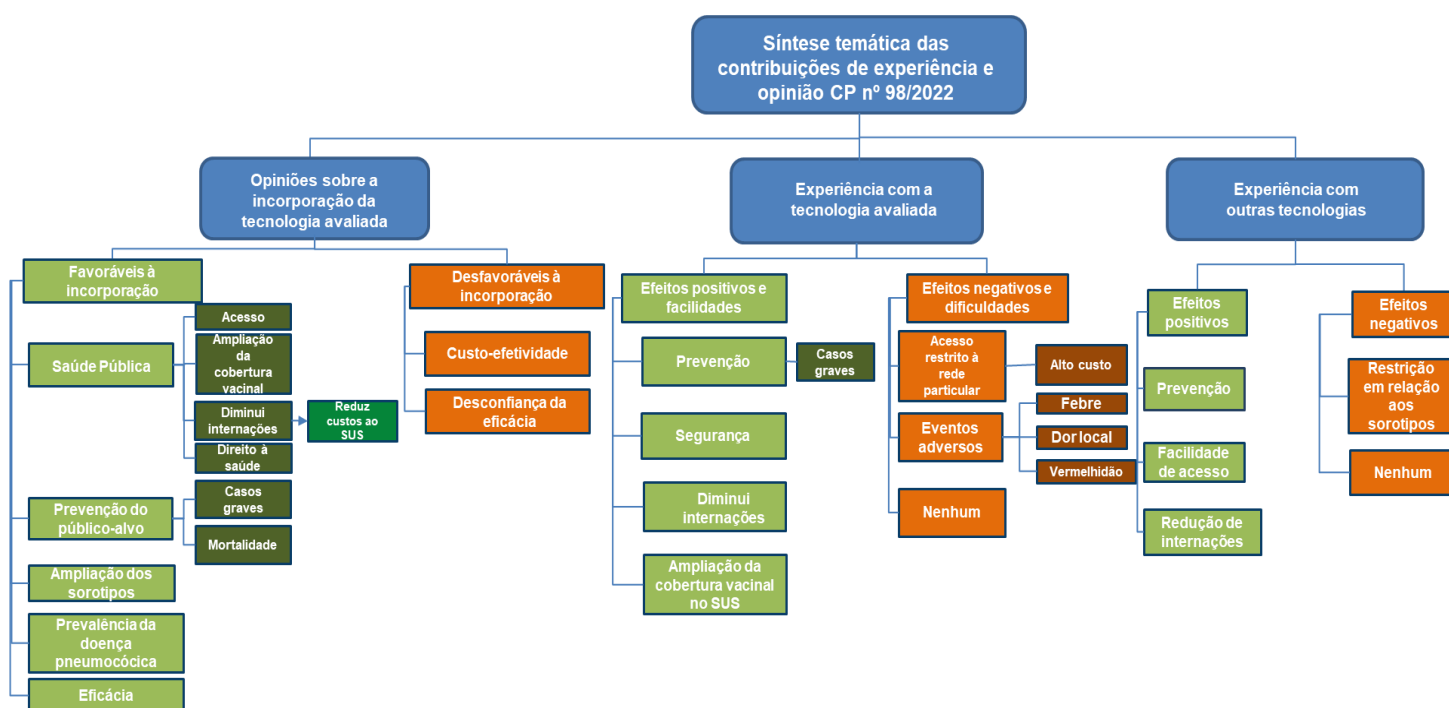 Síntese temática das
contribuições de experiência e
opinião CP nº 98/2022
Opiniões sobre a
incorporação da
tecnologia avaliada
Experiência com a
tecnologia avaliada
Experiência com
outras tecnologias
Favoráveis à
incorporação
Saúde Pública
Acesso
Ampliação
da
cobertura
vacinal
Diminui
internações
Reduz
custos ao
SUS
Direito à
saúde
Prevenção do
público-alvo
Casos
graves
Mortalidade
Ampliação dos
sorotipos
Prevalência da
doença
pneumocócica
Eficácia
Desfavoráveis à
incorporação
Custo-efetividade
Desconfiança da
eficácia
Efeitos positivos e
facilidades
Prevenção
Casos
graves
Segurança
Diminui
internações
Ampliação da
cobertura vacinal
no SUS
Efeitos negativos e
dificuldades
Acesso
restrito à
rede
particular
Alto custo
Eventos
adversos
Febre
Dor local
Vermelhidão
Nenhum
Efeitos
positivos
Prevenção
Facilidade
de acesso
Redução de
internações
Efeitos
negativos
Restrição
em relação
aos
sorotipos
Nenhum